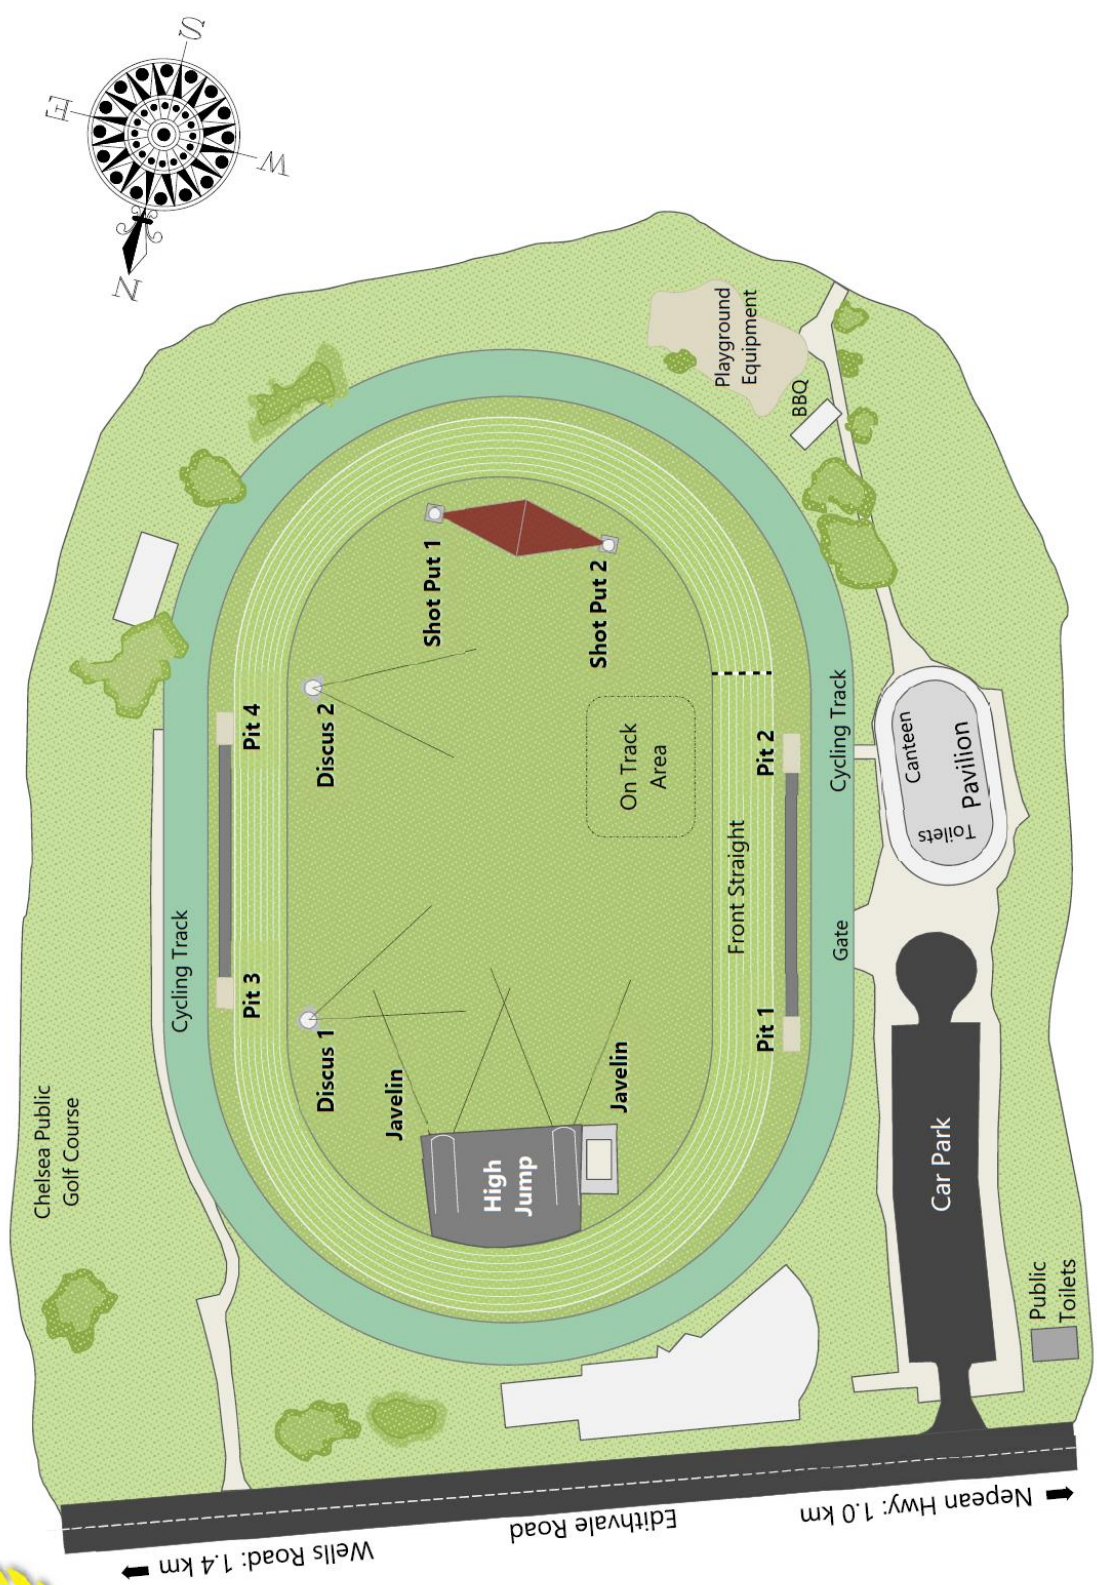 S
E
W
N
Playground
Equipment
BBQ
Shot Put 1
Shot Put 2
Discus 2
Pit 4
On Track
Area
Pit 2
Cycling Track
Canteen
Pavilion
Toilets
Front Straight
Gate
Cycling Track
Pit 3
Discus 1
Javelin
Javelin
Pit 1
High
Jump
Chelsea Public
Golf Course
Car Park
Public
Toilets
Wells Road: 1.4 km
Edithvale Road
Nepean Hwy: 1.0 km